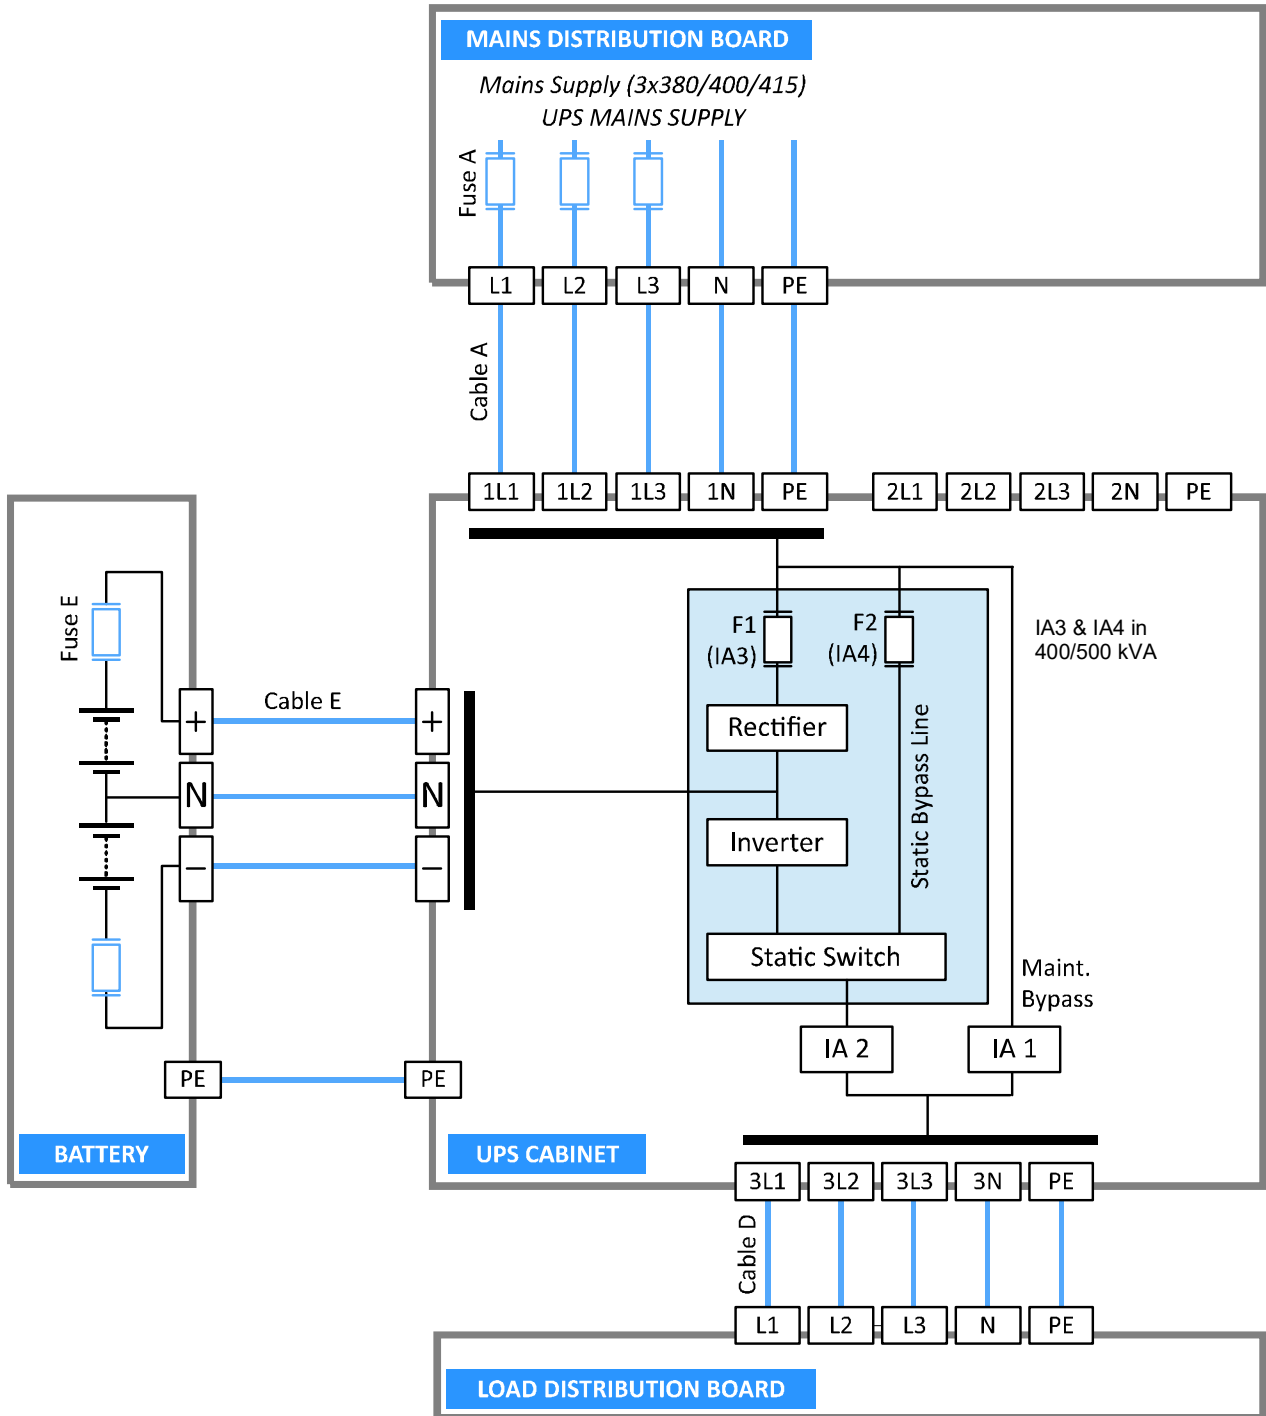 MAINS DISTRIBUTION BOARD
Mains Supply (3x380/400/415)
UPS MAINS SUPPLY
Fuse A
L1 L2 L3 N PE
Cable A
1L1 1L2 1L3 1N PE 2L1 2L2 2L3 2N PE
Fuse E
F1
(IA3)
F2
(IA4)
IA3 & IA4 in
400/500 kVA
Cable E
+ +
Rectifier
Static Bypass Line
N N
Inverter
− −
Static Switch
Maint.
Bypass
IA 2 IA 1
PE PE
BATTERY
UPS CABINET
3L1 3L2 3L3 3N PE
Cable D
L1 L2 L3 N PE
LOAD DISTRIBUTION BOARD